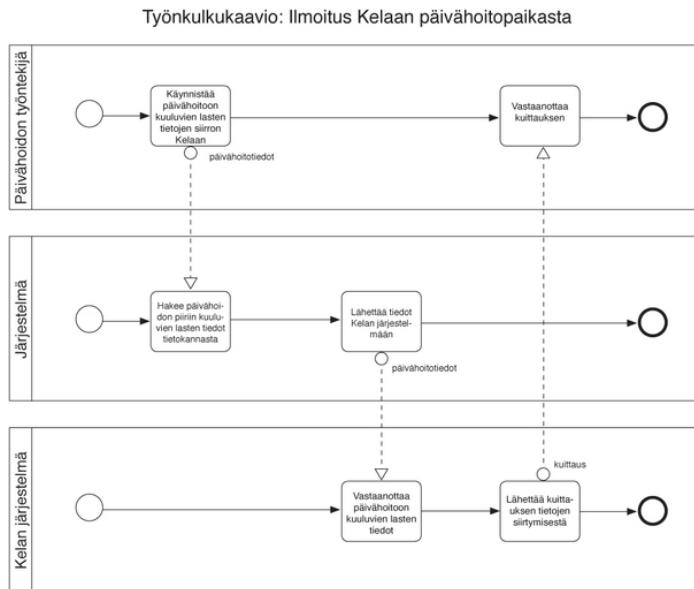 Työnkulkukaavio: Ilmoitus Kelaan päivähoitopaikasta
Päivähoidon työntekijä
Käynnistää
päivähoitoon
kuuluvien lasten
tietojen siirron
Kelaan
päivähoitotiedot
Vastaanottaa
kuittauksen
Järjestelmä
Hakee päivähoi-
don piiriin kuulu-
vien lasten tiedot
tietokannasta
Lähettää tiedot
Kelan järjestel-
mään
päivähoitotiedot
Kelan järjestelmä
Vastaanottaa
päivähoitoon
kuuluvien lasten
tiedot
kuittaus
Lähettää kuitta-
uksen tietojen
siirtymisestä